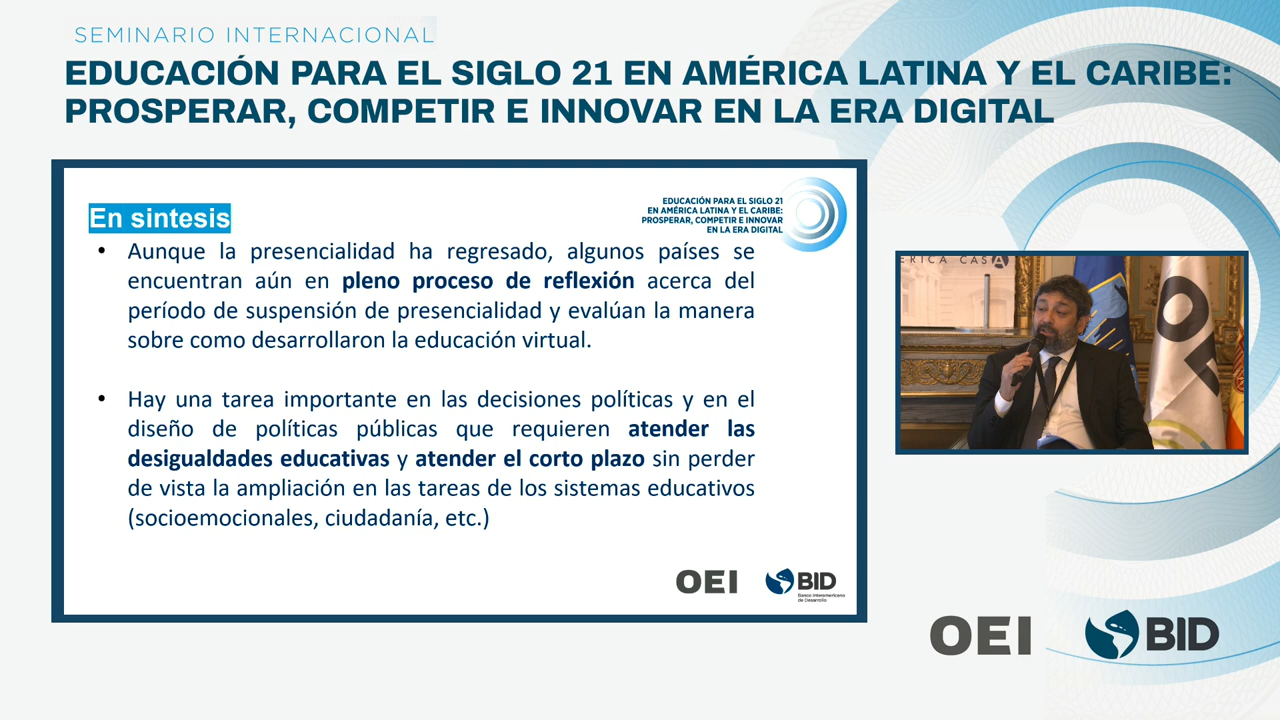 SEMINARIO INTERNACIONAL
EDUCACIÓN PARA EL SIGLO 21 EN AMÉRICA LATINA Y EL CARIBE:
PROSPERAR, COMPETIR E INNOVAR EN LA ERA DIGITAL
EDUCACIÓN PARA EL SIGLO 21
EN AMÉRICA LATINA Y EL CARIBE:
PROSPERAR, COMPETIR E INNOVAR
EN LA ERA DIGITAL
En sintesis
• Aunque la presencialidad ha regresado, algunos países se
encuentran aún en pleno proceso de reflexión acerca del
período de suspensión de presencialidad y evalúan la manera
sobre como desarrollaron la educación virtual.
• Hay una tarea importante en las decisiones políticas y en el
diseño de políticas públicas que requieren atender las
desigualdades educativas y atender el corto plazo sin perder
de vista la ampliación en las tareas de los sistemas educativos
(socioemocionales, ciudadanía, etc.)
OEI
BID
Banco Interamericano
de Desarrollo
CASA
OEI
BID